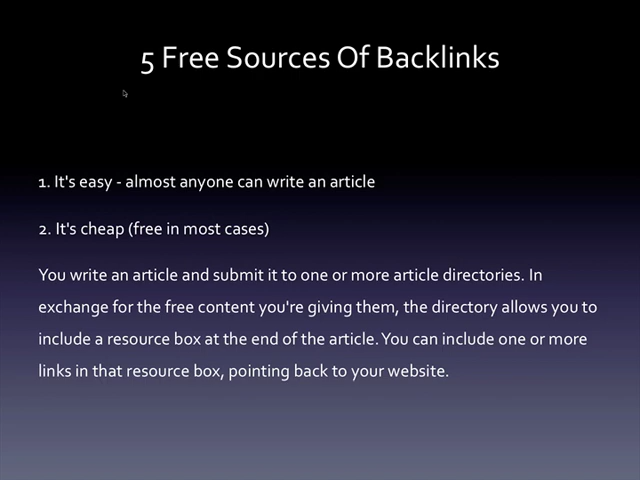 5 Free Sources Of Backlinks
1. It's easy - almost anyone can write an article
2. It's cheap (free in most cases)
You write an article and submit it to one or more article directories. In
exchange for the free content you're giving them, the directory allows you to
include a resource box at the end of the article. You can include one or more
links in that resource box, pointing back to your website.